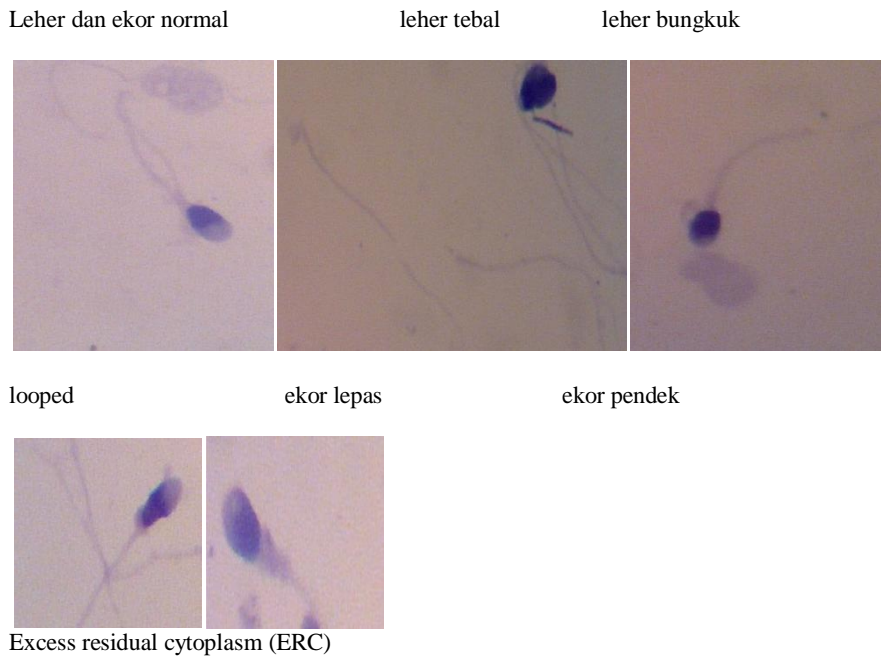 Leher dan ekor normal leher tebal leher bungkuk
looped ekor lepas ekor pendek
Excess residual cytoplasm (ERC)